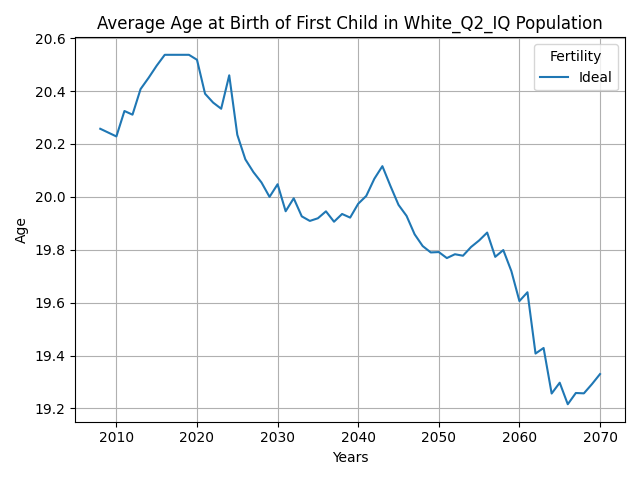 Average Age at Birth of First Child in White_Q2_IQ Population
20.6
20.4
20.2
20.0
19.8
19.6
19.4
19.2
Age
Fertility
Ideal
2010 2020 2030 2040 2050 2060 2070
Years